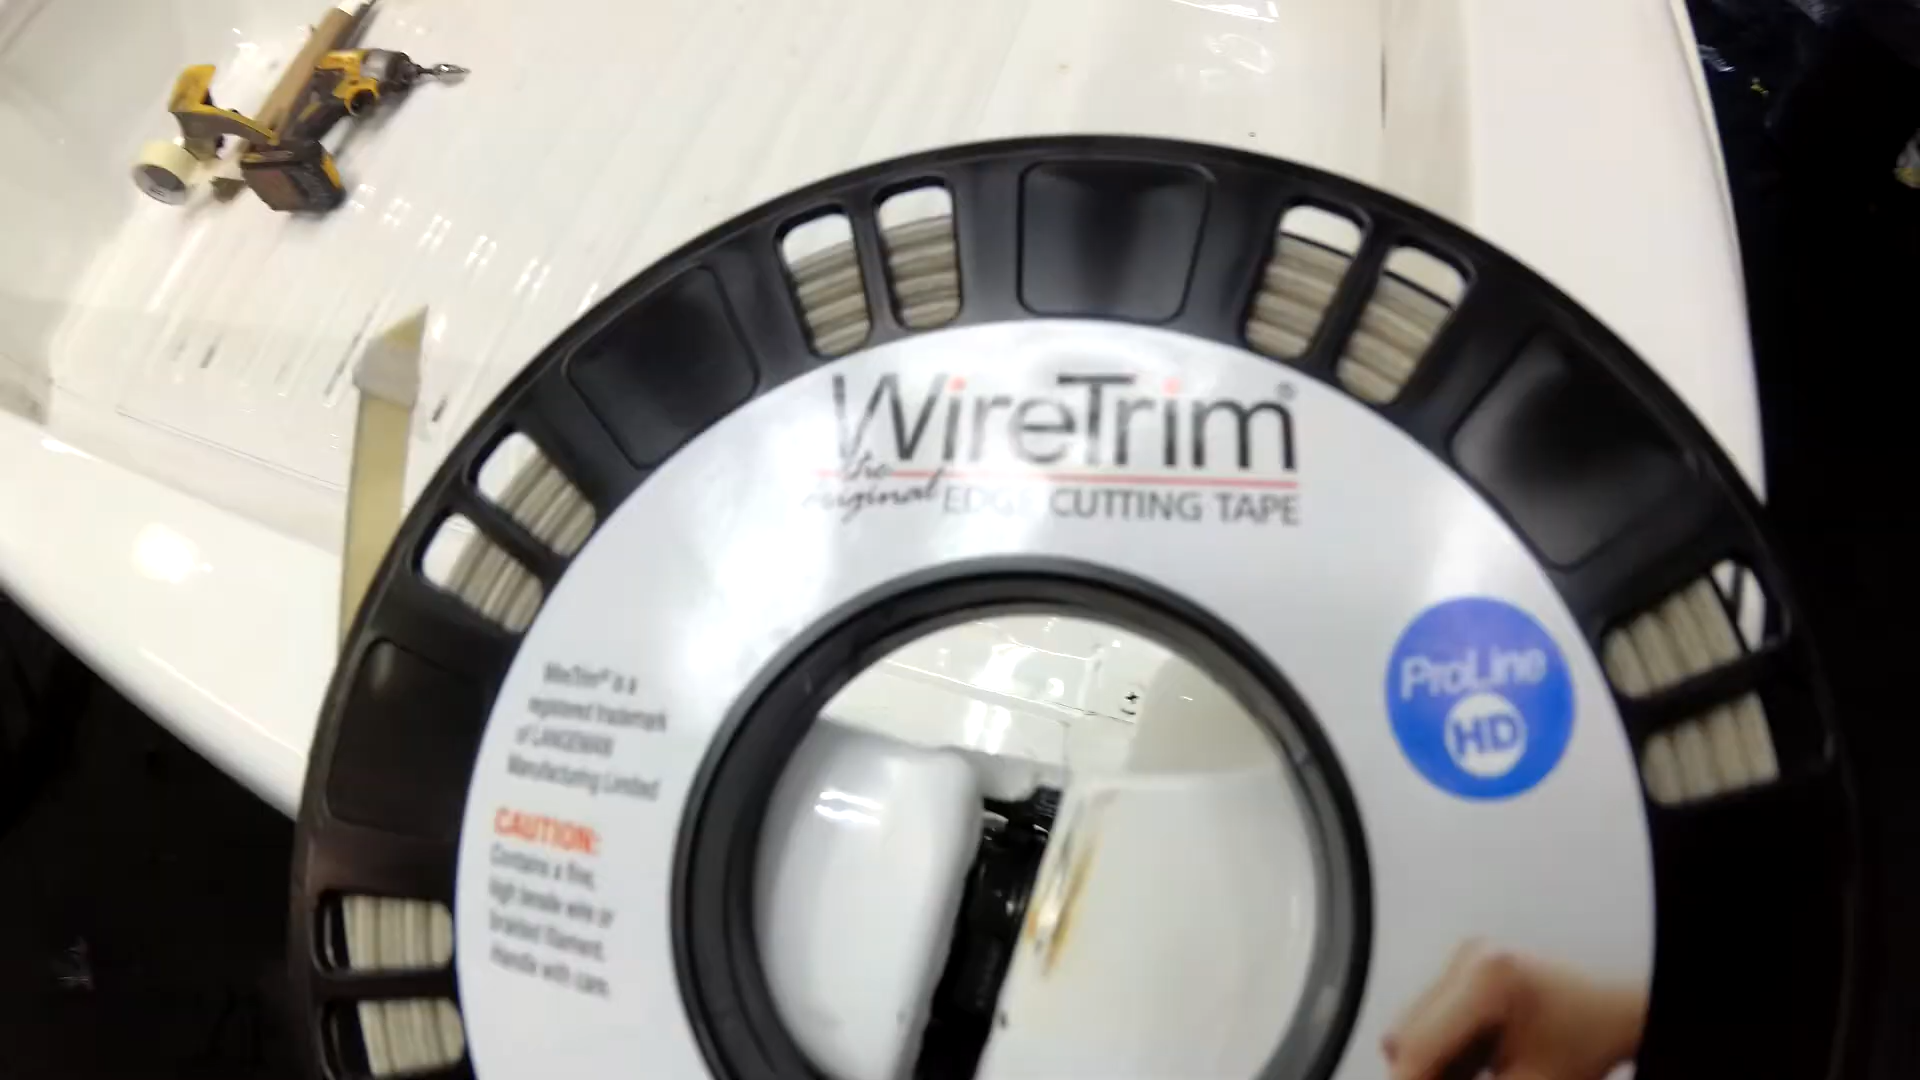 WireTrim®
the
original EDGE CUTTING TAPE
ProLine
HD
WireTrim® is a
registered trademark
of LANGEMAN
Manufacturing Limited
CAUTION:
Contains a fine,
high tensile wire or
braided filament.
Handle with care.